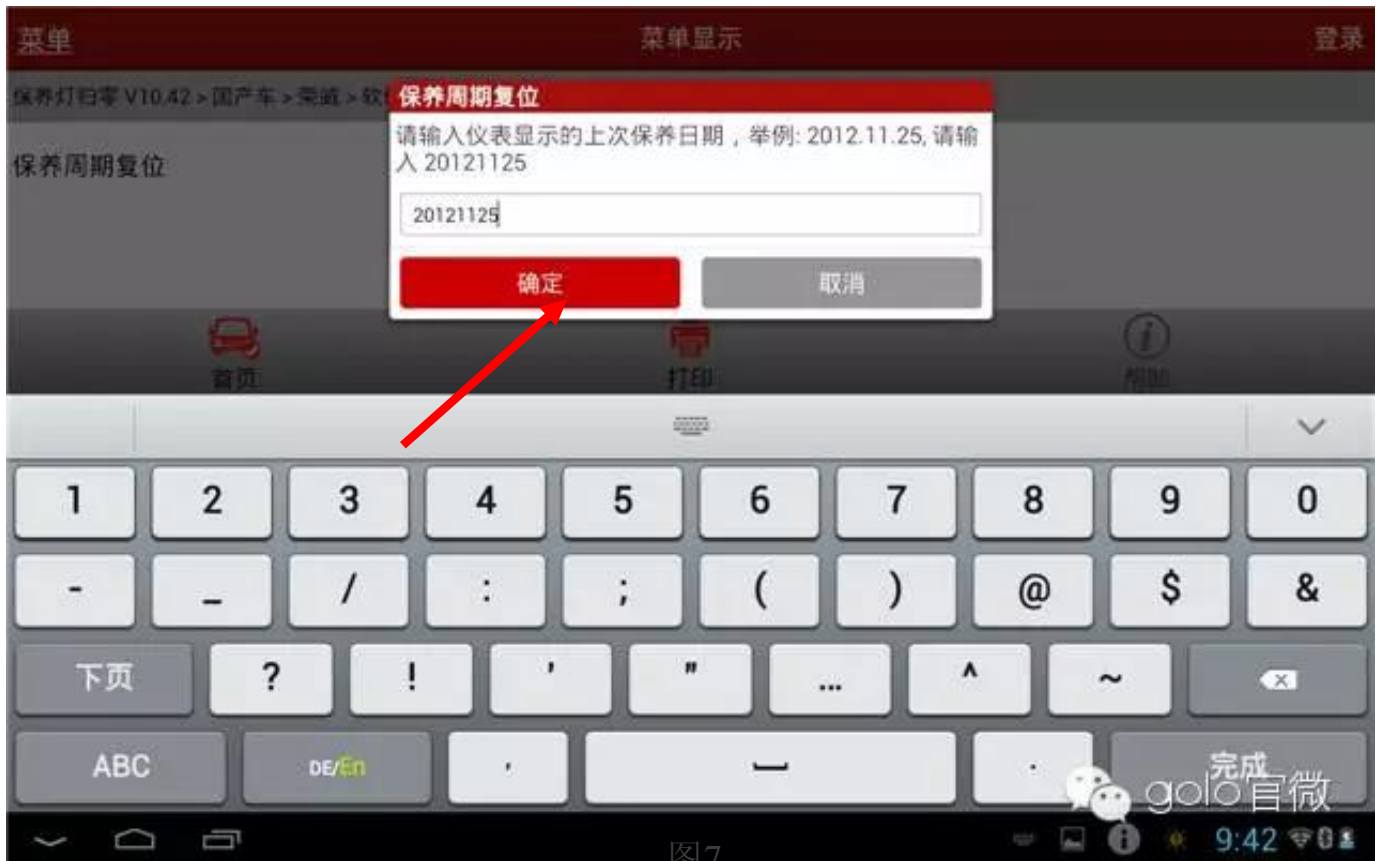 菜单 菜单显示 登录
保养灯归零 V10.42 > 国产车 > 荣威 > 软
保养周期复位
请输入仪表显示的上次保养日期,举例: 2012.11.25, 请输
入 20121125
保养周期复位
20121125
确定 取消
首页 打印 帮助
1 2 3 4 5 6 7 8 9 0
- _ / : ; ( ) @ $ &
下页 ? ! ' " ... ^ ~
ABC DE/En , . 完成
golo官微
9:42
图7